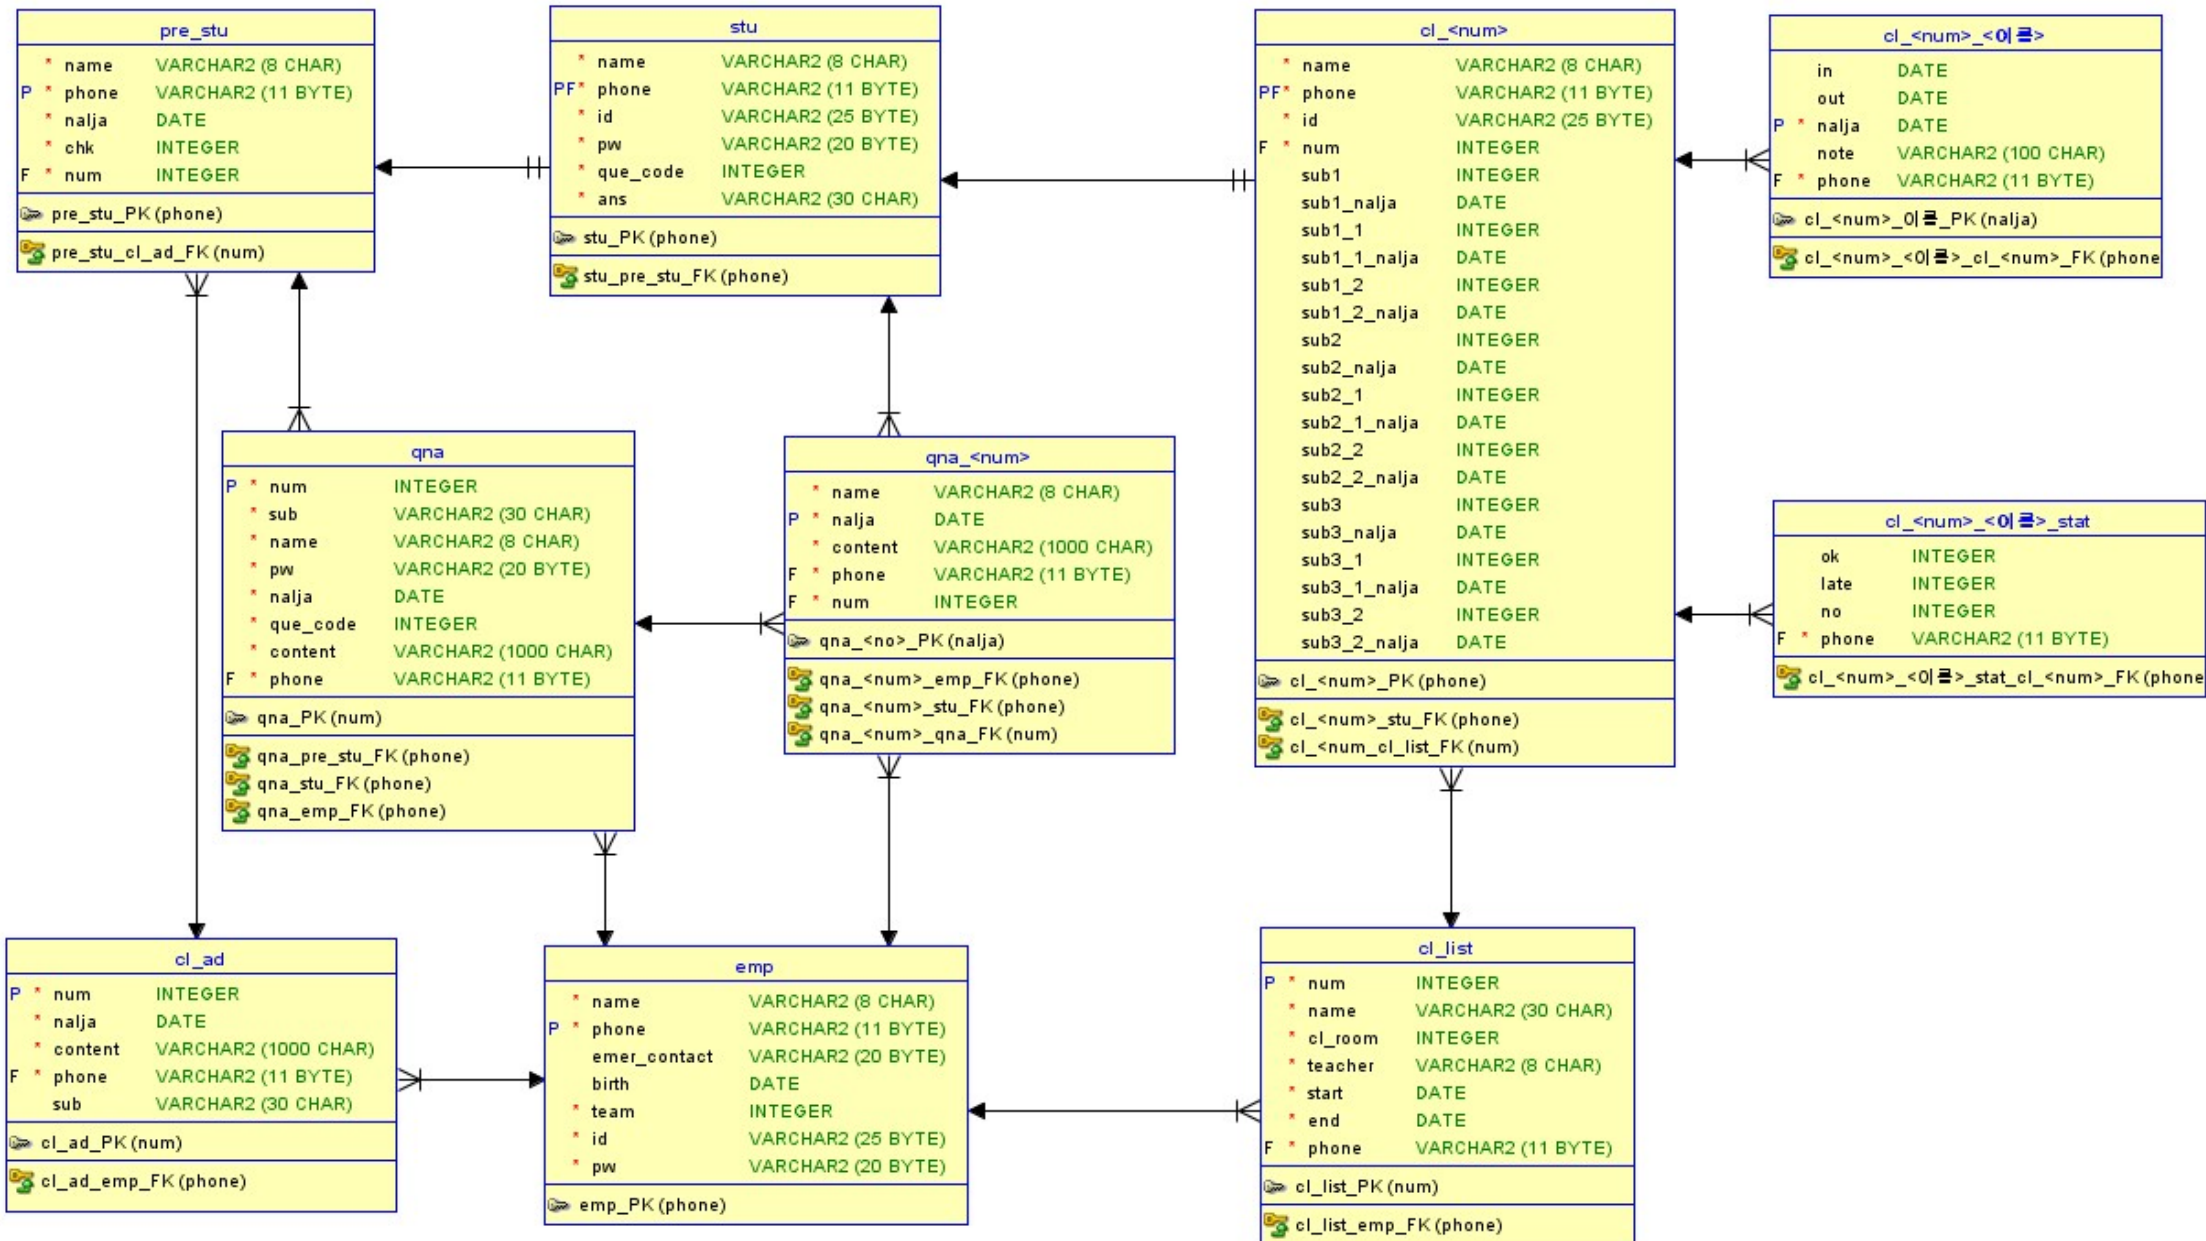 pre_stu
* name VARCHAR2 (8 CHAR)
P * phone VARCHAR2 (11 BYTE)
* nalja DATE
* chk INTEGER
F * num INTEGER
pre_stu_PK (phone)
pre_stu_cl_ad_FK (num)
stu
* name VARCHAR2 (8 CHAR)
PF* phone VARCHAR2 (11 BYTE)
* id VARCHAR2 (25 BYTE)
* pw VARCHAR2 (20 BYTE)
* que_code INTEGER
* ans VARCHAR2 (30 CHAR)
stu_PK (phone)
stu_pre_stu_FK (phone)
cl_<num>
* name VARCHAR2 (8 CHAR)
PF* phone VARCHAR2 (11 BYTE)
* id VARCHAR2 (25 BYTE)
F * num INTEGER
sub1 INTEGER
sub1_nalja DATE
sub1_1 INTEGER
sub1_1_nalja DATE
sub1_2 INTEGER
sub1_2_nalja DATE
sub2 INTEGER
sub2_nalja DATE
sub2_1 INTEGER
sub2_1_nalja DATE
sub2_2 INTEGER
sub2_2_nalja DATE
sub3 INTEGER
sub3_nalja DATE
sub3_1 INTEGER
sub3_1_nalja DATE
sub3_2 INTEGER
sub3_2_nalja DATE
cl_<num>_PK (phone)
cl_<num>_stu_FK (phone)
cl_<num_cl_list_FK (num)
cl_<num>_<이름>
in DATE
out DATE
P * nalja DATE
note VARCHAR2 (100 CHAR)
F * phone VARCHAR2 (11 BYTE)
cl_<num>_이름_PK (nalja)
cl_<num>_<이름>_cl_<num>_FK (phone
qna
P * num INTEGER
* sub VARCHAR2 (30 CHAR)
* name VARCHAR2 (8 CHAR)
* pw VARCHAR2 (20 BYTE)
* nalja DATE
* que_code INTEGER
* content VARCHAR2 (1000 CHAR)
F * phone VARCHAR2 (11 BYTE)
qna_PK (num)
qna_pre_stu_FK (phone)
qna_stu_FK (phone)
qna_emp_FK (phone)
qna_<num>
* name VARCHAR2 (8 CHAR)
P * nalja DATE
* content VARCHAR2 (1000 CHAR)
F * phone VARCHAR2 (11 BYTE)
F * num INTEGER
qna_<no>_PK (nalja)
qna_<num>_emp_FK (phone)
qna_<num>_stu_FK (phone)
qna_<num>_qna_FK (num)
cl_<num>_<이름>_stat
ok INTEGER
late INTEGER
no INTEGER
F * phone VARCHAR2 (11 BYTE)
cl_<num>_<이름>_stat_cl_<num>_FK (phone
cl_ad
P * num INTEGER
* nalja DATE
* content VARCHAR2 (1000 CHAR)
F * phone VARCHAR2 (11 BYTE)
sub VARCHAR2 (30 CHAR)
cl_ad_PK (num)
cl_ad_emp_FK (phone)
emp
* name VARCHAR2 (8 CHAR)
P * phone VARCHAR2 (11 BYTE)
emer_contact VARCHAR2 (20 BYTE)
birth DATE
* team INTEGER
* id VARCHAR2 (25 BYTE)
* pw VARCHAR2 (20 BYTE)
emp_PK (phone)
cl_list
P * num INTEGER
* name VARCHAR2 (30 CHAR)
* cl_room INTEGER
* teacher VARCHAR2 (8 CHAR)
* start DATE
* end DATE
F * phone VARCHAR2 (11 BYTE)
cl_list_PK (num)
cl_list_emp_FK (phone)